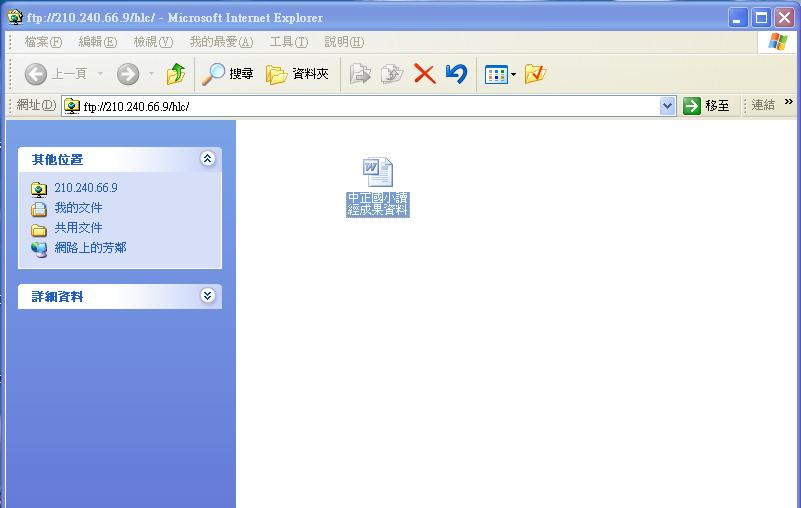 ftp://210.240.66.9/hlc/ - Microsoft Internet Explorer
檔案(F) 編輯(E) 檢視(V) 我的最愛(A) 工具(T) 說明(H)
上一頁 搜尋 資料夾
網址(D) ftp://210.240.66.9/hlc/ 移至 連結 »
其他位置
210.240.66.9
我的文件
共用文件
網路上的芳鄰
詳細資料
中正國小讀
經成果資料